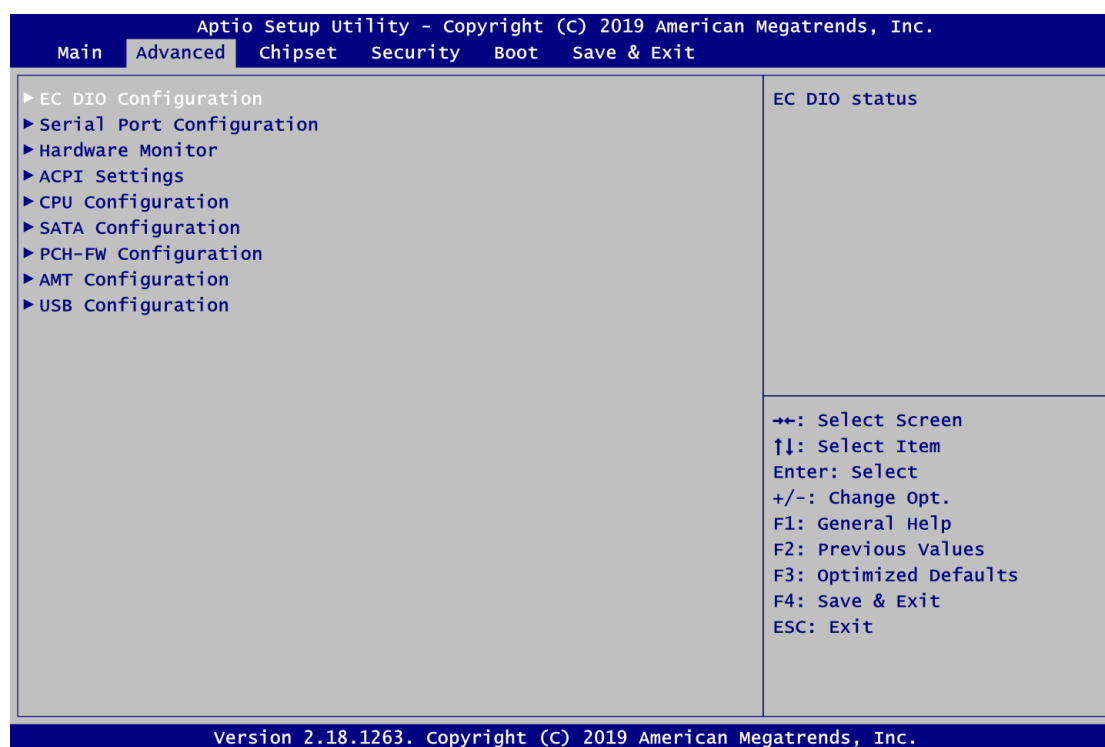 Aptio Setup Utility – Copyright (C) 2019 American Megatrends, Inc.
Main Advanced Chipset Security Boot Save & Exit
▶ EC DIO Configuration
▶ Serial Port Configuration
▶ Hardware Monitor
▶ ACPI Settings
▶ CPU Configuration
▶ SATA Configuration
▶ PCH-FW Configuration
▶ AMT Configuration
▶ USB Configuration
EC DIO status
→←: Select Screen
↑↓: Select Item
Enter: Select
+/-: Change Opt.
F1: General Help
F2: Previous Values
F3: Optimized Defaults
F4: Save & Exit
ESC: Exit
Version 2.18.1263. Copyright (C) 2019 American Megatrends, Inc.